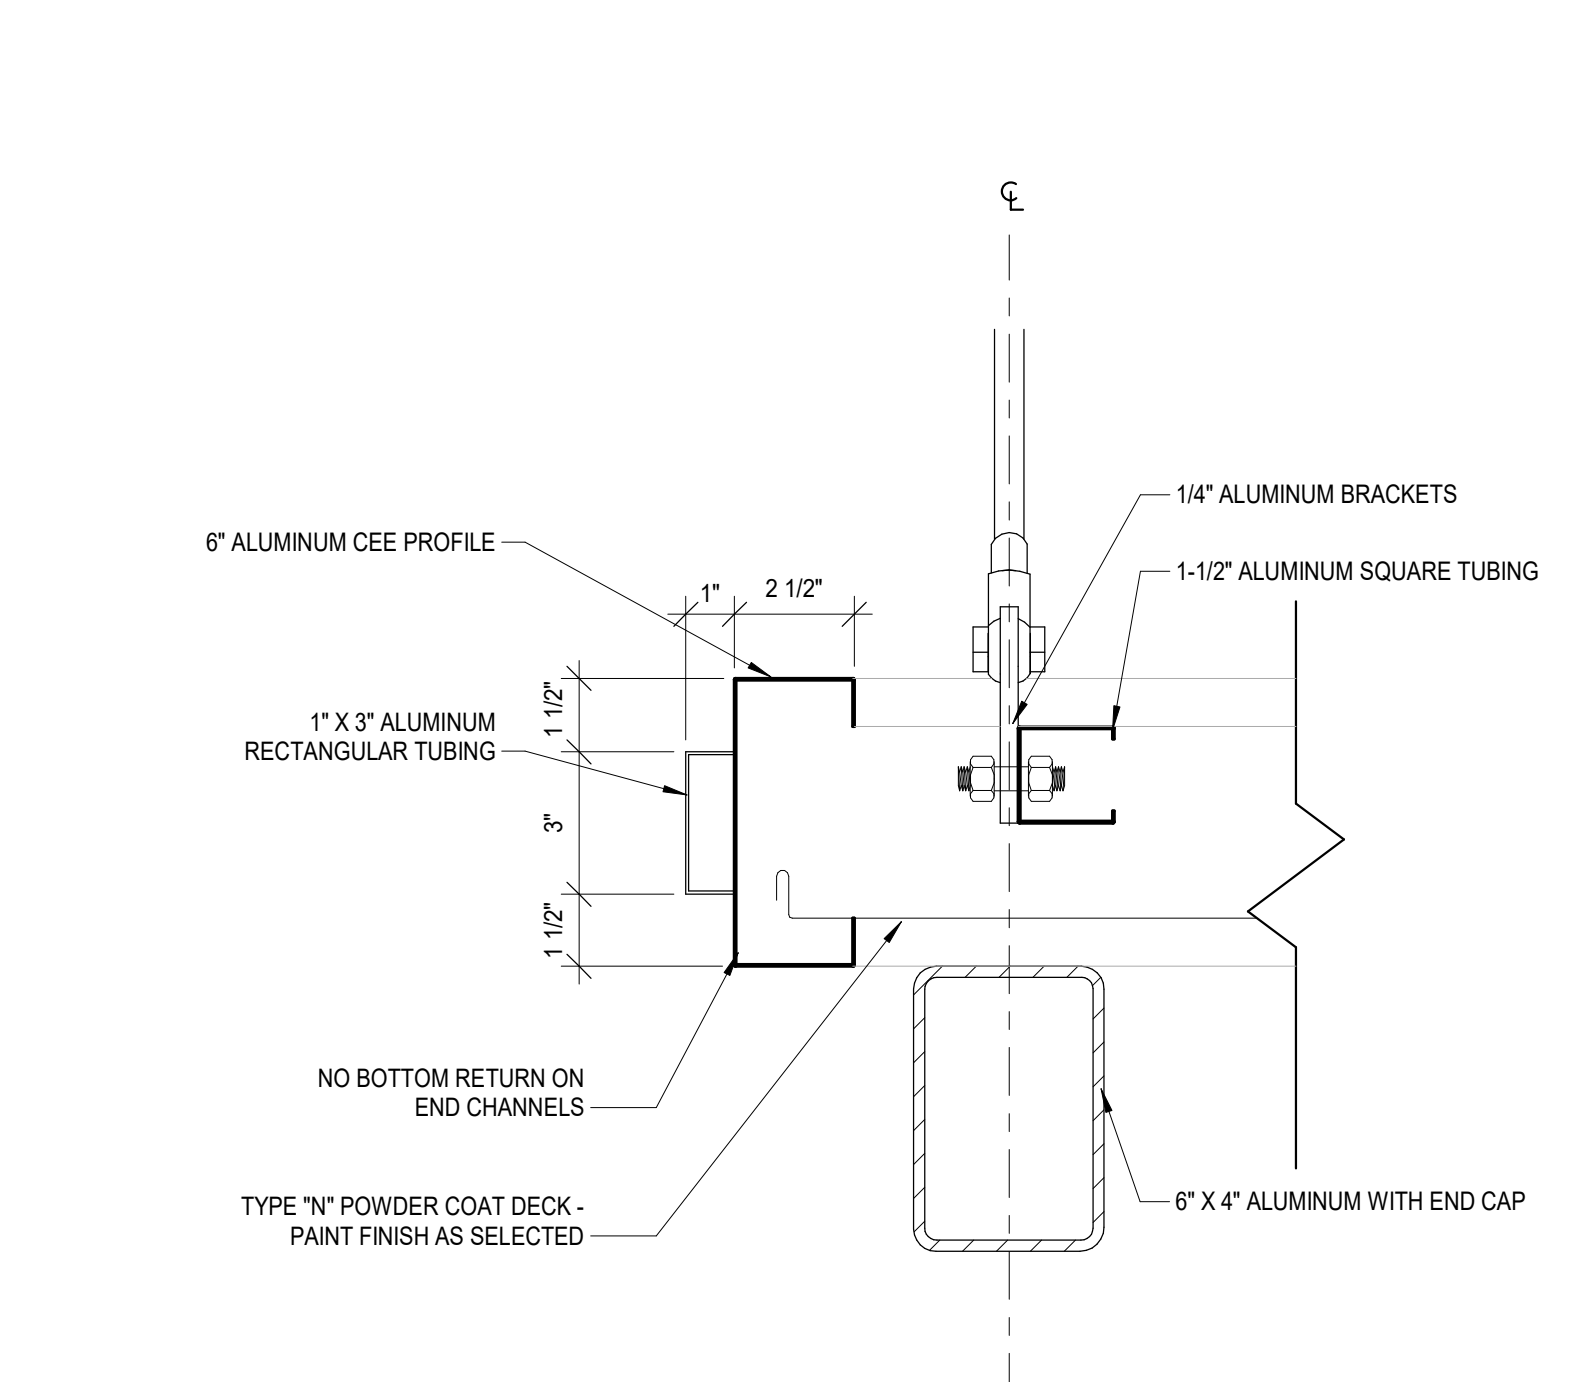 ℄
1/4" ALUMINUM BRACKETS
6" ALUMINUM CEE PROFILE
1-1/2" ALUMINUM SQUARE TUBING
1"
2 1/2"
1 1/2"
1" X 3" ALUMINUM
RECTANGULAR TUBING
3"
1 1/2"
NO BOTTOM RETURN ON
END CHANNELS
TYPE "N" POWDER COAT DECK -
PAINT FINISH AS SELECTED
6" X 4" ALUMINUM WITH END CAP